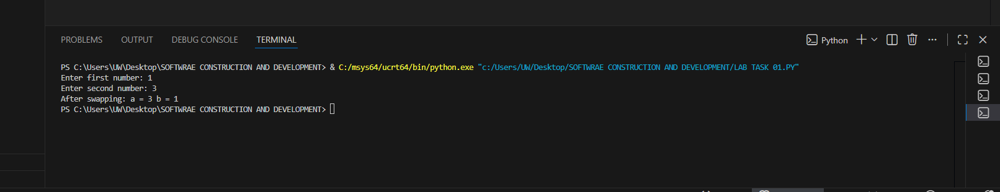 PROBLEMS OUTPUT DEBUG CONSOLE TERMINAL Python
PS C:\Users\UW\Desktop\SOFTWRAE CONSTRUCTION AND DEVELOPMENT> & C:/msys64/ucrt64/bin/python.exe "c:/Users/UW/Desktop/SOFTWRAE CONSTRUCTION AND DEVELOPMENT/LAB TASK 01.PY"
Enter first number: 1
Enter second number: 3
After swapping: a = 3 b = 1
PS C:\Users\UW\Desktop\SOFTWRAE CONSTRUCTION AND DEVELOPMENT>